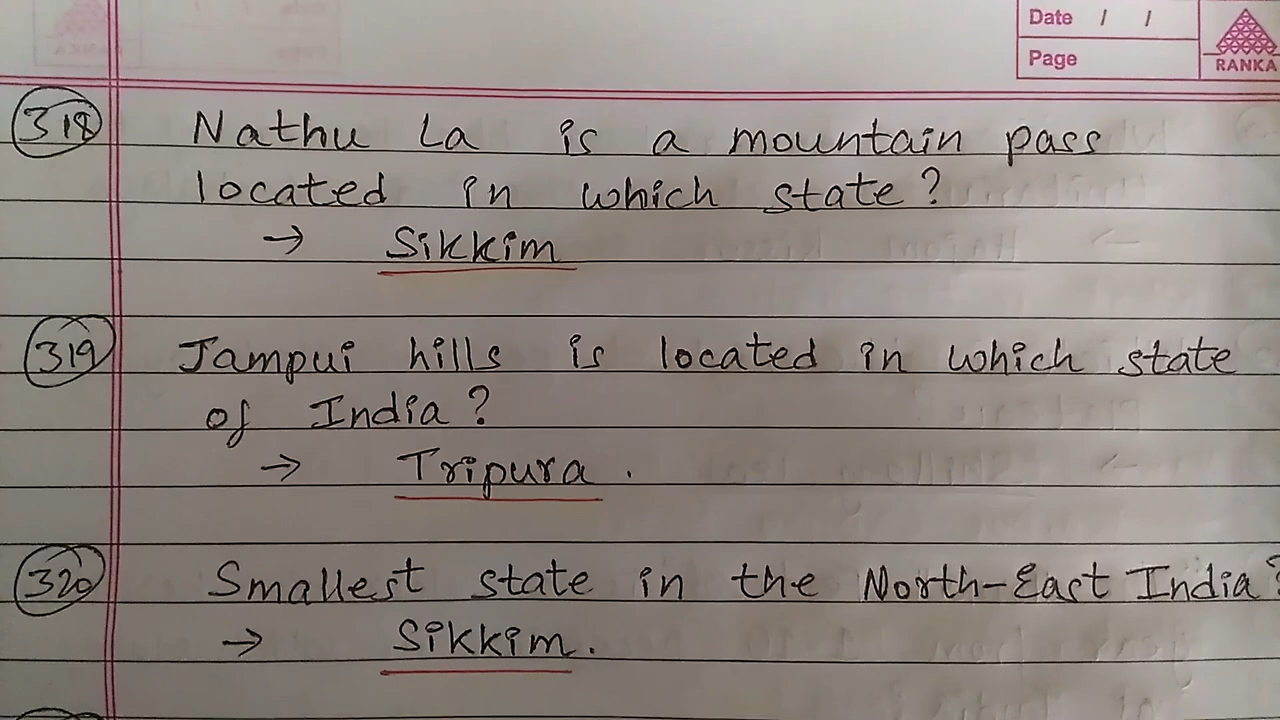 Date / /
Page
RANKA
318 Nathu La is a mountain pass
located in which state?
→ Sikkim
319 Jampui hills is located in which state
of India?
→ Tripura.
320 Smallest state in the North-East India?
→ Sikkim.